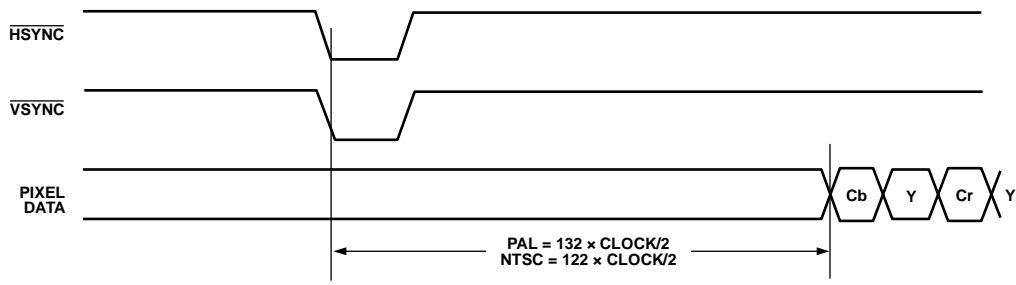 HSYNC
VSYNC
PIXEL
DATA
Cb Y Cr Y
PAL = 132 × CLOCK/2
NTSC = 122 × CLOCK/2